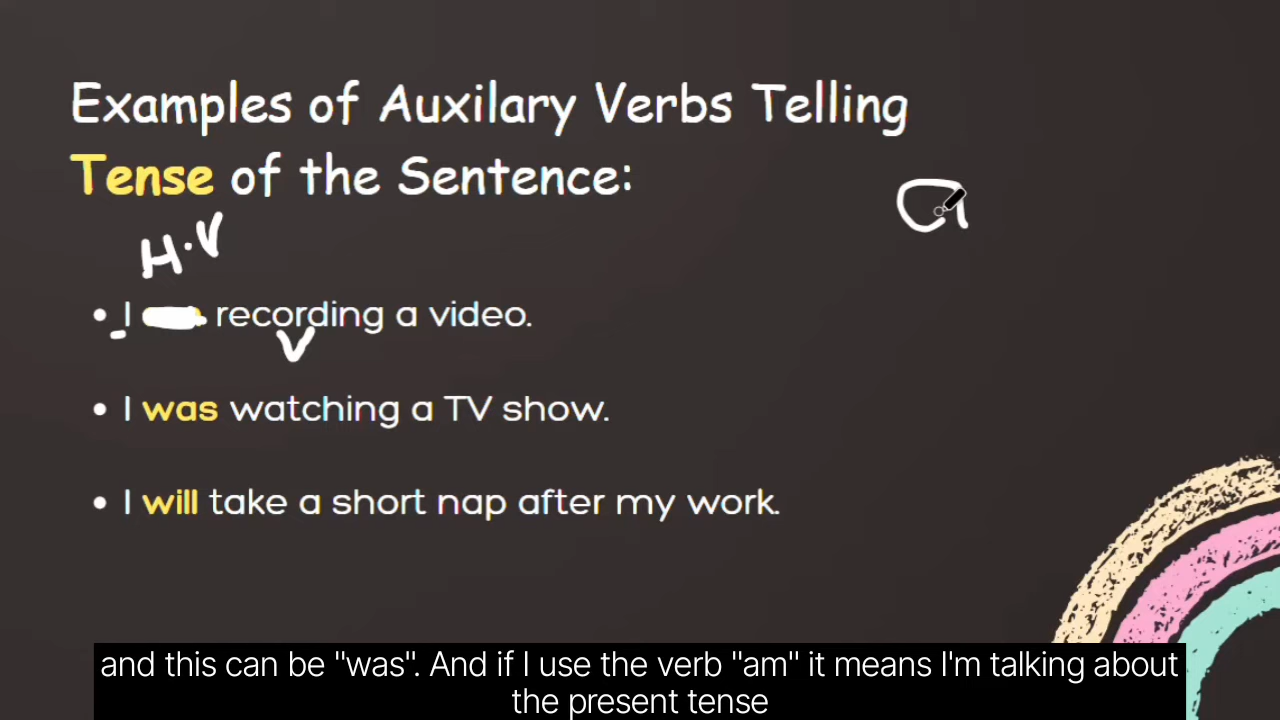 Examples of Auxilary Verbs Telling
Tense of the Sentence:
H.V
• I recording a video.
V
• I was watching a TV show.
• I will take a short nap after my work.
and this can be "was". And if I use the verb "am" it means I'm talking about
the present tense